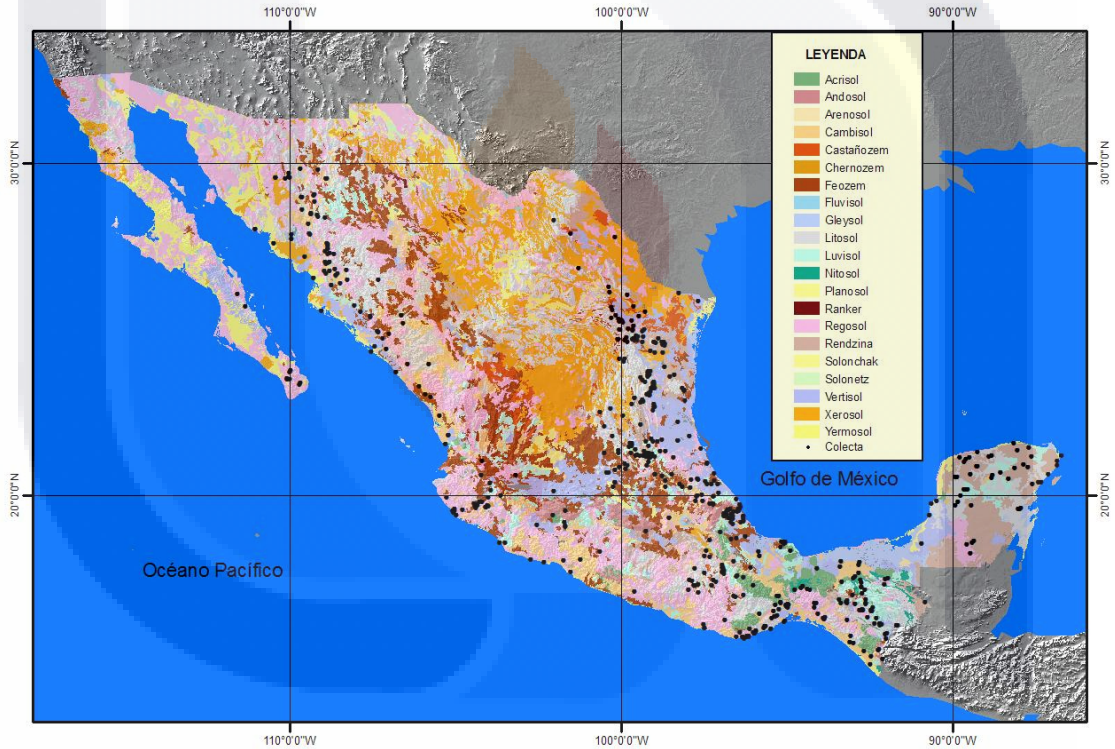 110°0'0"W
100°0'0"W
90°0'0"W
LEYENDA
Acrisol
Andosol
Arenosol
Cambisol
Castañozem
Chernozem
Feozem
Fluvisol
Gleysol
Litosol
Luvisol
Nitosol
Planosol
Ranker
Regosol
Rendzina
Solonchak
Solonetz
Vertisol
Xerosol
Yermosol
Colecta
30°0'0"N
30°0'0"N
Golfo de México
20°0'0"N
20°0'0"N
Océano Pacífico
110°0'0"W
100°0'0"W
90°0'0"W